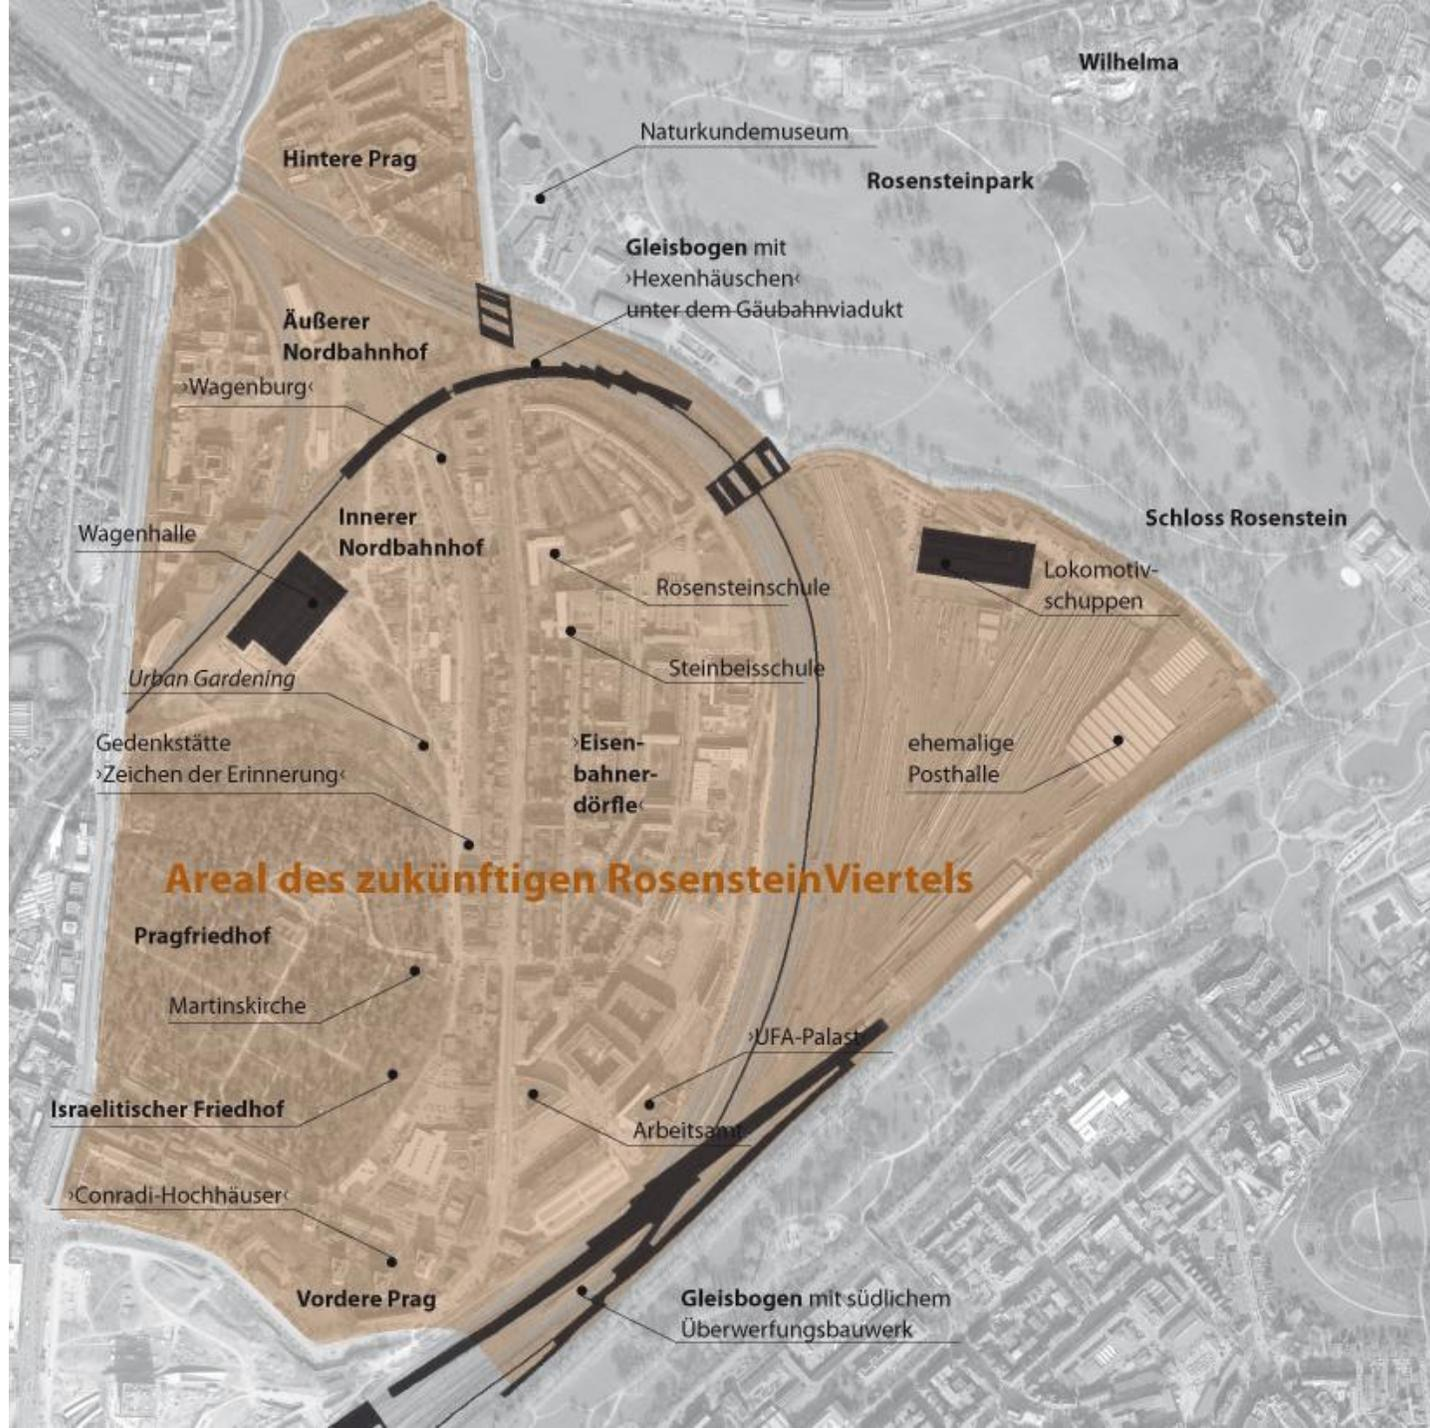 Wilhelma
Naturkundemuseum
Hintere Prag
Rosensteinpark
Gleisbogen mit
›Hexenhäuschen‹
unter dem Gäubahnviadukt
Äußerer
Nordbahnhof
›Wagenburg‹
Innerer
Nordbahnhof
Wagenhalle
Schloss Rosenstein
Lokomotiv-
schuppen
Rosensteinschule
Steinbeisschule
Urban Gardening
Gedenkstätte
›Zeichen der Erinnerung‹
›Eisen-
bahner-
dörfle‹
ehemalige
Posthalle
Areal des zukünftigen RosensteinViertels
Pragfriedhof
Martinskirche
›UFA-Palast‹
Israelitischer Friedhof
Arbeitsamt
›Conradi-Hochhäuser‹
Vordere Prag
Gleisbogen mit südlichem
Überwerfungsbauwerk